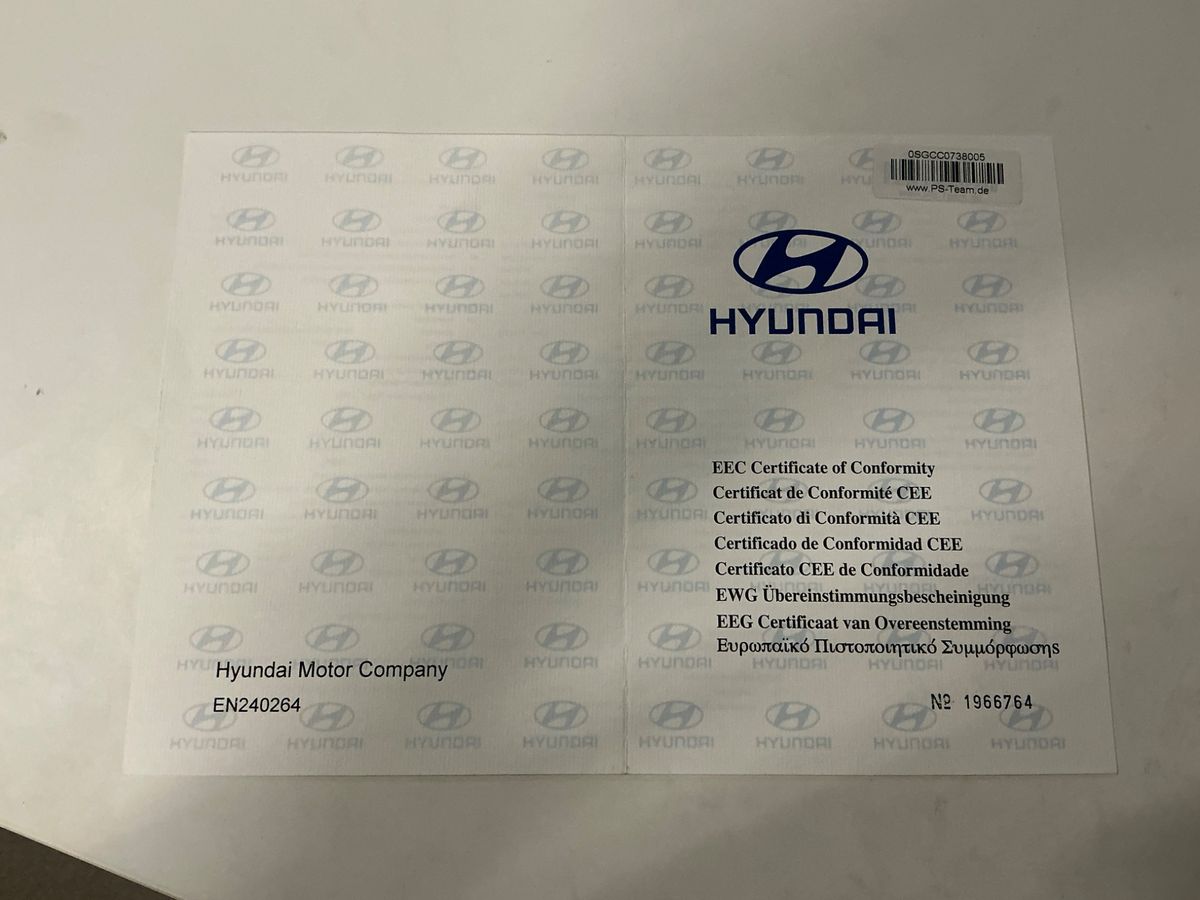 0SGCC0738005
www.PS-Team.de
HYUNDAI
EEC Certificate of Conformity
Certificat de Conformité CEE
Certificato di Conformità CEE
Certificado de Conformidad CEE
Certificato CEE de Conformidade
EWG Übereinstimmungsbescheinigung
EEG Certificaat van Overeenstemming
Ευρωπαϊκό Πιστοποιητικό Συμμόρφωσης
Hyundai Motor Company
EN240264
Nº 1966764